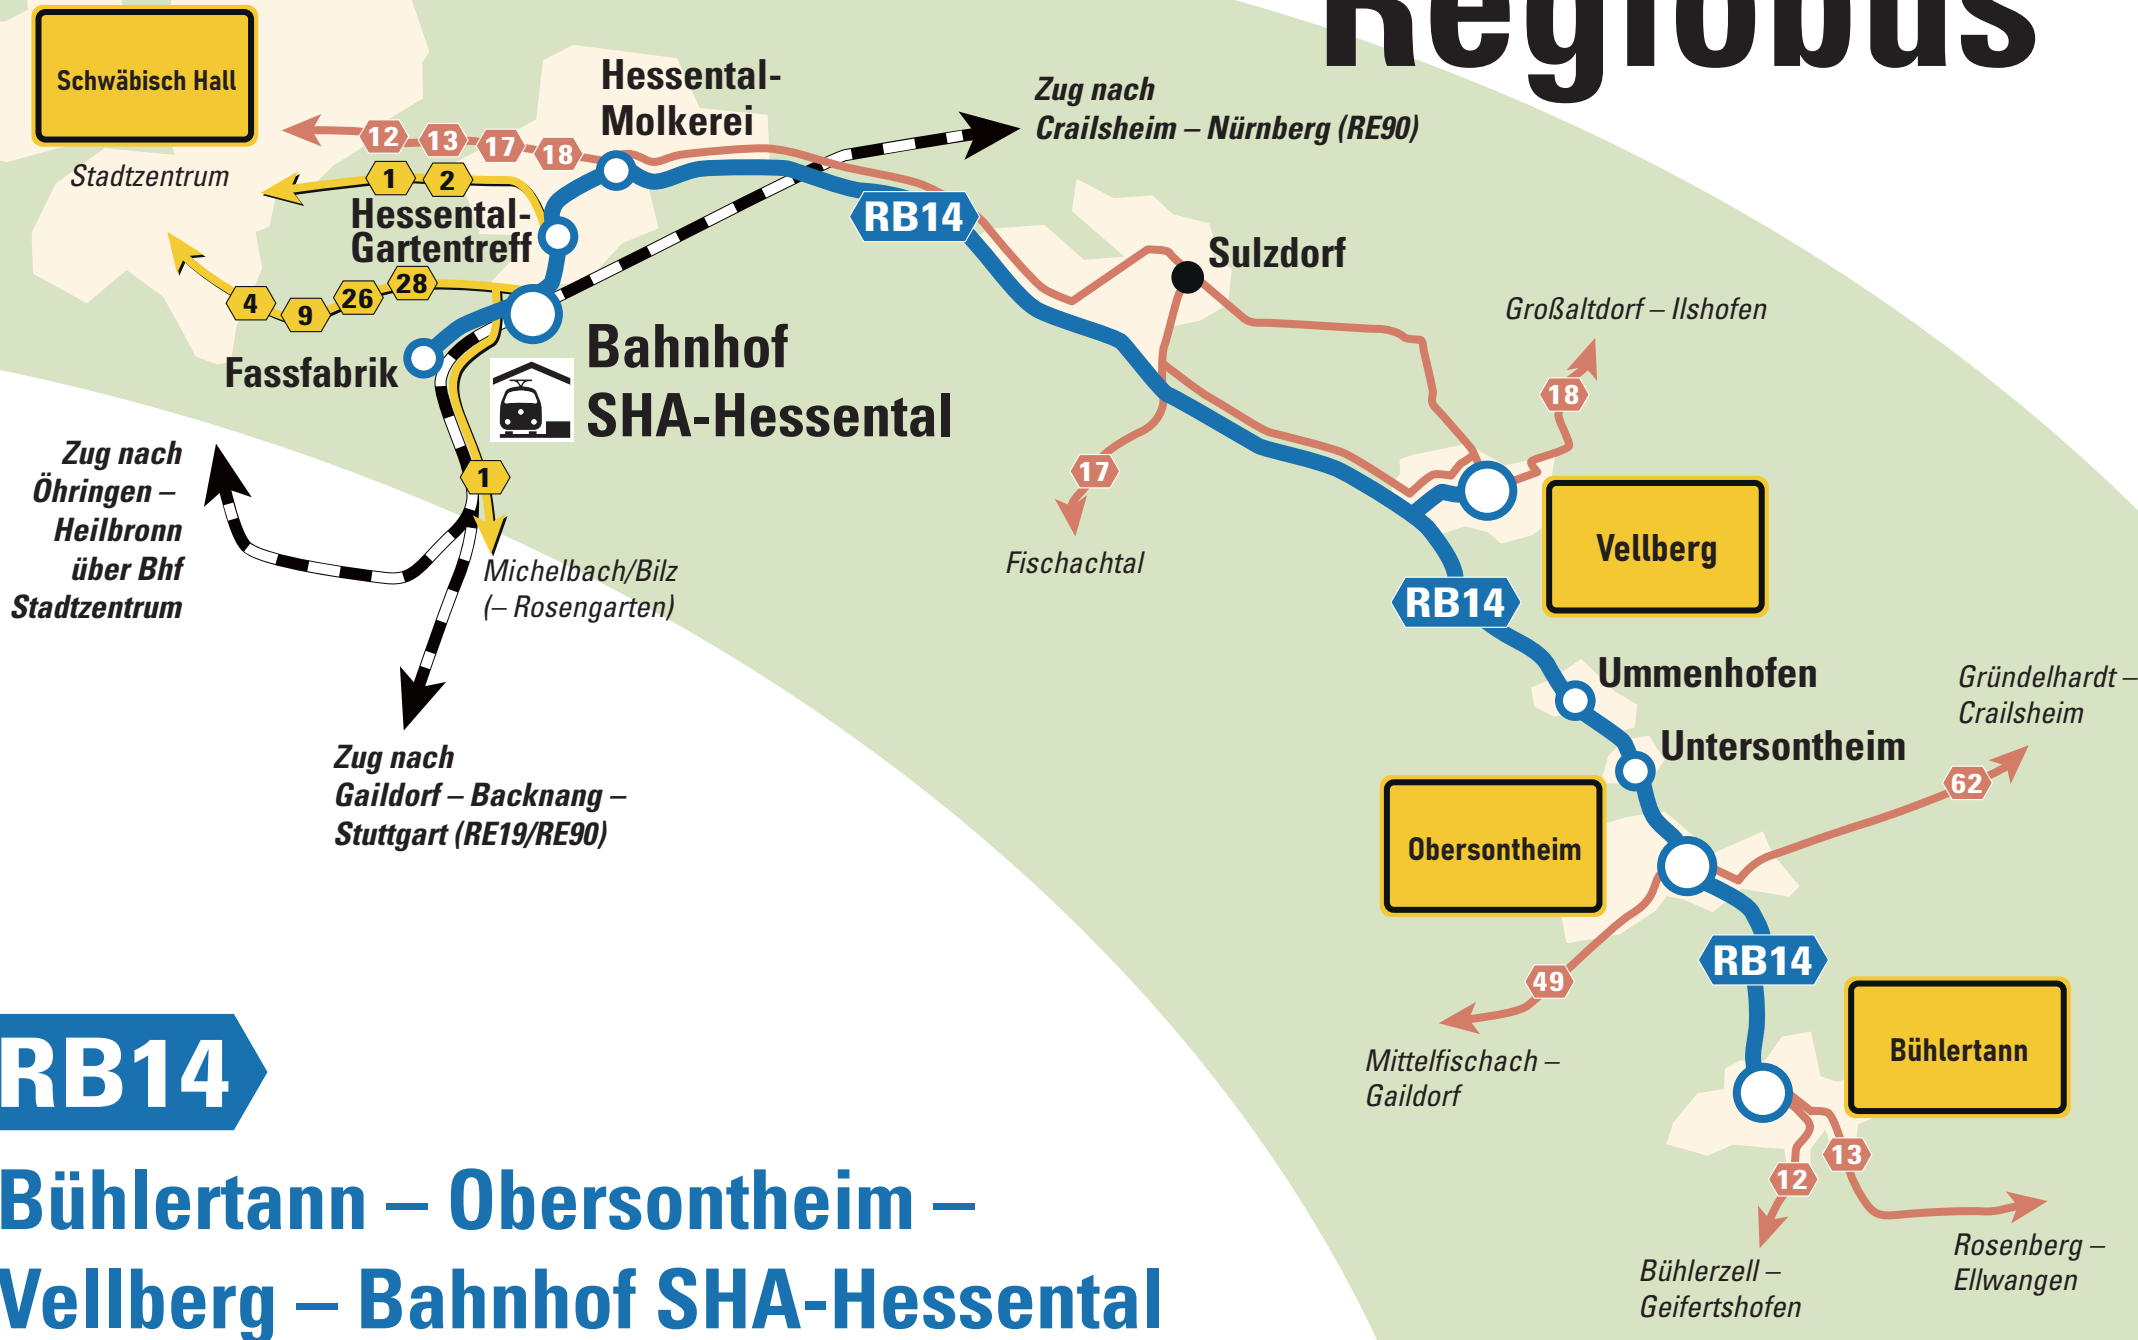 Regiobus
Schwäbisch Hall
Stadtzentrum
12
13
17
18
Hessental-
Molkerei
Zug nach
Crailsheim – Nürnberg (RE90)
1
2
Hessental-
Gartentreff
RB14
4
9
26
28
Sulzdorf
Großaltdorf – Ilshofen
18
Fassfabrik
Bahnhof
SHA-Hessental
1
17
Fischachtal
Zug nach
Öhringen –
Heilbronn
über Bhf
Stadtzentrum
Michelbach/Bilz
(– Rosengarten)
Vellberg
RB14
Zug nach
Gaildorf – Backnang –
Stuttgart (RE19/RE90)
Ummenhofen
Untersontheim
Gründelhardt –
Crailsheim
62
Obersontheim
49
Mittelfischach –
Gaildorf
RB14
Bühlertann
12
13
Bühlerzell –
Geifertshofen
Rosenberg –
Ellwangen
RB14
Bühlertann – Obersontheim –
Vellberg – Bahnhof SHA-Hessental